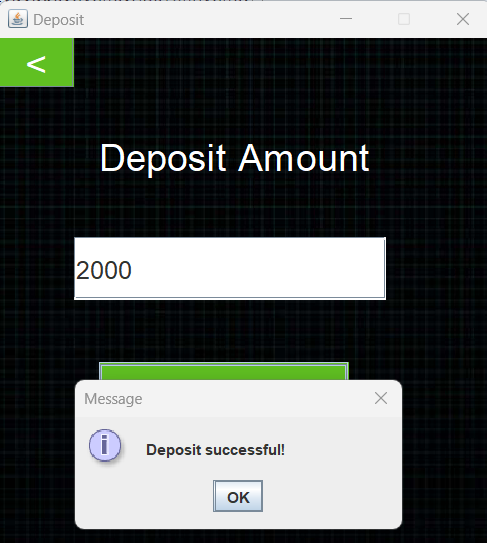 Deposit
<
Deposit Amount
2000
Message
Deposit successful!
OK